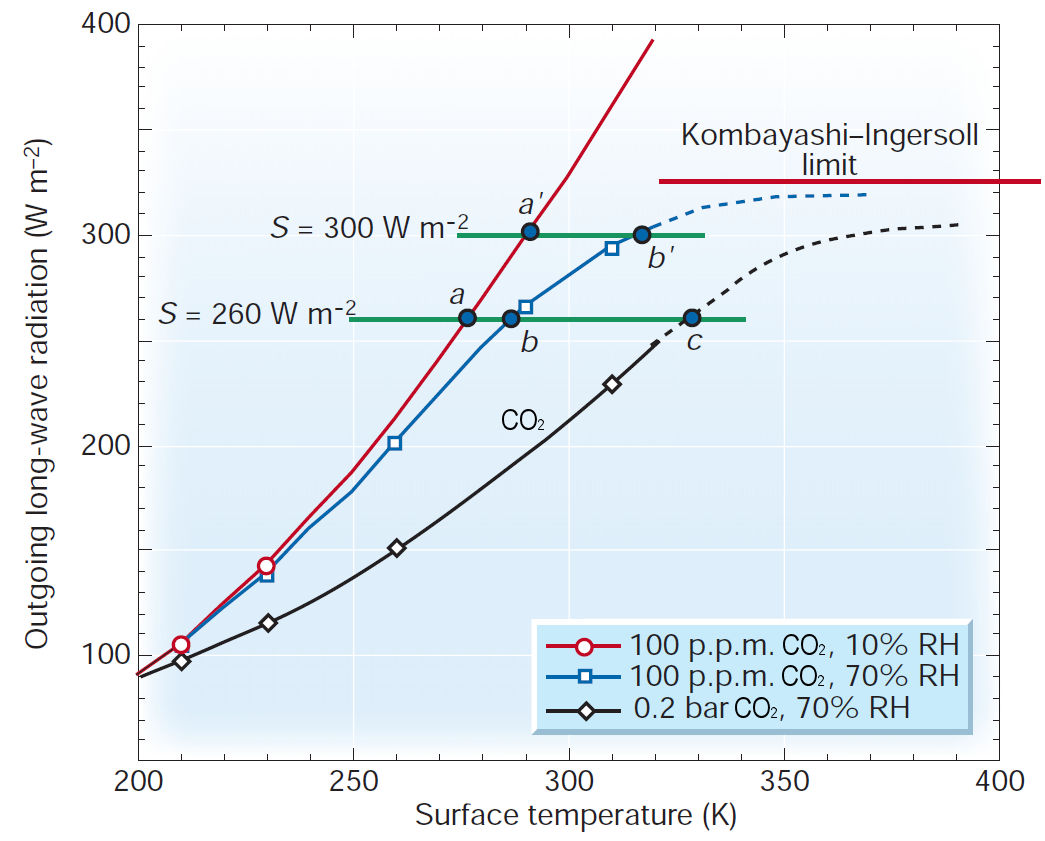 400
300
200
100
Outgoing long-wave radiation (W m⁻²)
Kombayashi–Ingersoll
limit
a′
S = 300 W m⁻²
b′
a
S = 260 W m⁻²
b
c
CO₂
100 p.p.m. CO₂, 10% RH
100 p.p.m. CO₂, 70% RH
0.2 bar CO₂, 70% RH
200 250 300 350 400
Surface temperature (K)